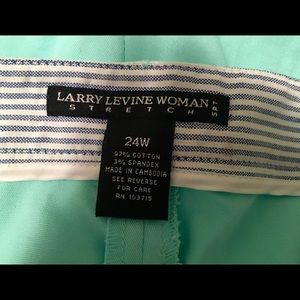 LARRY LEVINE WOMAN
STRETCH SPT
24W
97% COTTON
3% SPANDEX
MADE IN CAMBODIA
SEE REVERSE
FOR CARE
RN 103715